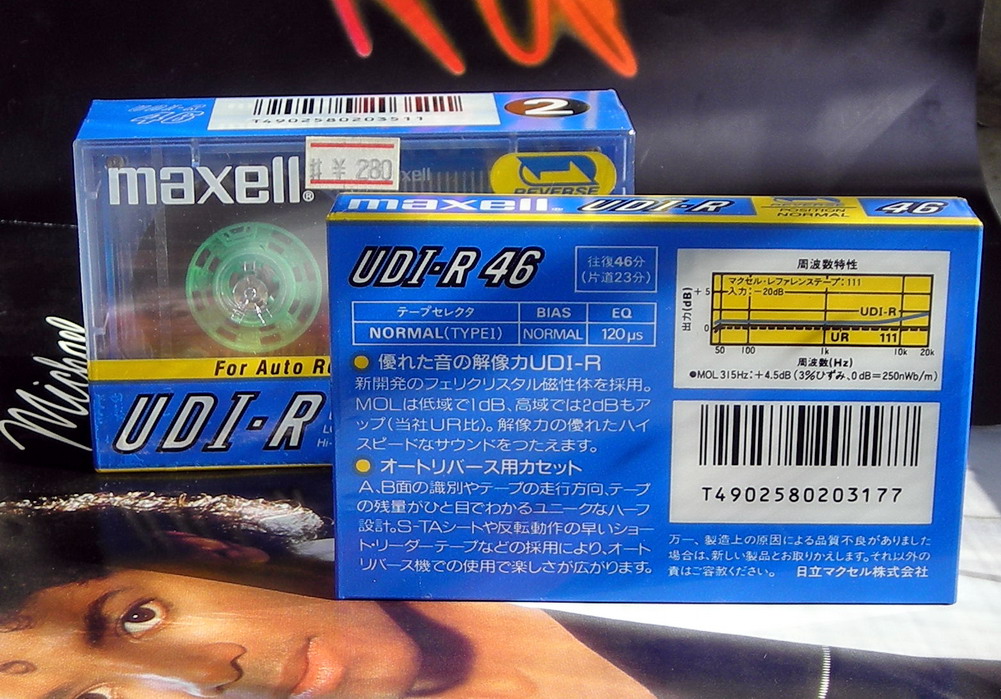 2
T4902580203511
¥ 280
maxell®
REVERSE
For Auto Re
UDI-R
Michael
maxell® UDI-R POSITION NORMAL 46
UDI-R 46
往復46分
(片道23分)
テープセレクタ BIAS EQ
NORMAL(TYPEI) NORMAL 120μs
● 優れた音の解像力UDI-R
新開発のフェリクリスタル磁性体を採用。
MOLは低域で1dB、高域では2dBもア
ップ(当社UR比)。解像力の優れたハイ
スピードなサウンドをつたえます。
● オートリバース用カセット
A、B面の識別やテープの走行方向、テープ
の残量がひと目でわかるユニークなハーフ
設計。S-TAシートや反転動作の早いショー
ト・リーダーテープなどの採用により、オート
リバース機での使用で楽しさが広がります。
周波数特性
マクセル・レファレンステープ:111
入力:-20dB
出力(dB)
+5
0
UDI-R
UR 111
50 100 1k 10k 20k
周波数(Hz)
●MOL 315Hz:+4.5dB (3%ひずみ、0dB=250nWb/m)
T4902580203177
万一、製造上の原因による品質不良がありました
場合は、新しい製品とお取りかえします。それ以外の
責はご容赦ください。 日立マクセル株式会社